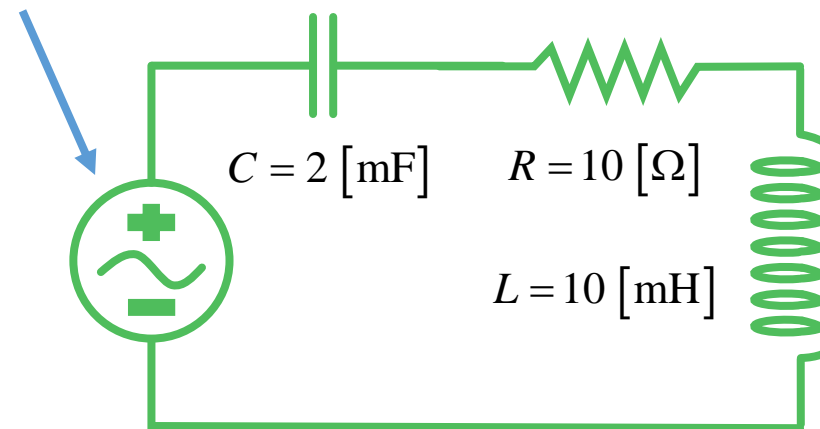 C = 2 [mF]
R = 10 [Ω]
L = 10 [mH]